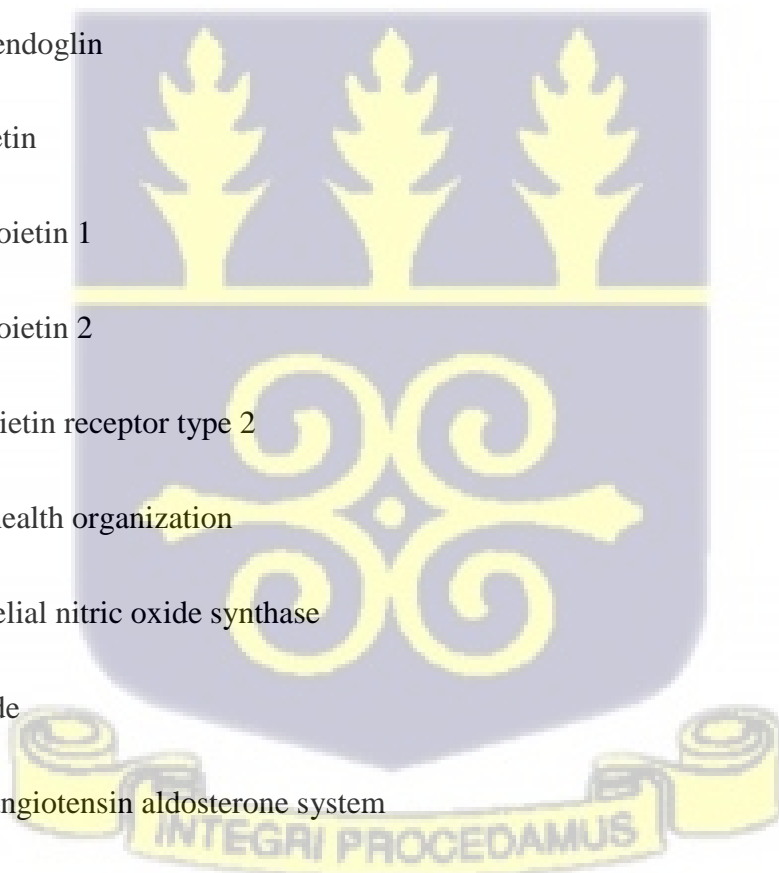 endoglin
etin
oietin 1
oietin 2
ietin receptor type 2
ealth organization
elial nitric oxide synthase
de
ngiotensin aldosterone system
INTEGRI PROCEDAMUS